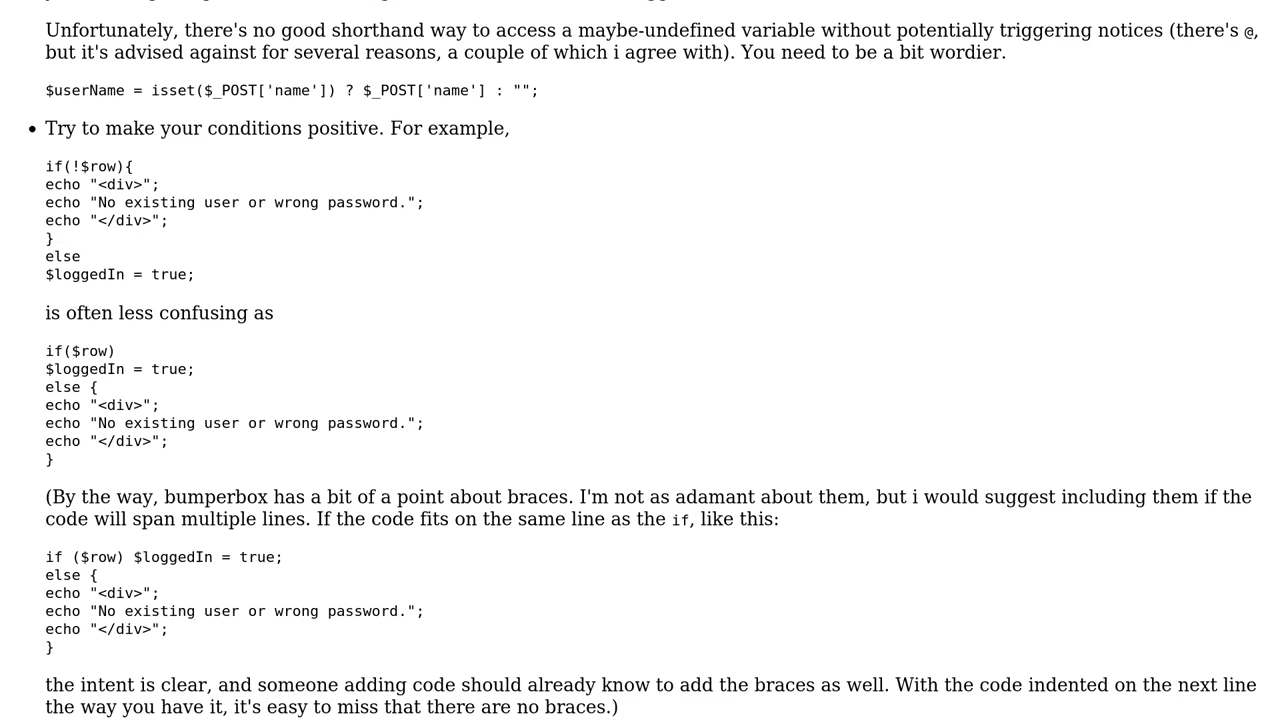 Unfortunately, there's no good shorthand way to access a maybe-undefined variable without potentially triggering notices (there's @,
but it's advised against for several reasons, a couple of which i agree with). You need to be a bit wordier.
$userName = isset($_POST['name']) ? $_POST['name'] : "";
• Try to make your conditions positive. For example,
if(!$row){
echo "<div>";
echo "No existing user or wrong password.";
echo "</div>";
}
else
$loggedIn = true;
is often less confusing as
if($row)
$loggedIn = true;
else {
echo "<div>";
echo "No existing user or wrong password.";
echo "</div>";
}
(By the way, bumperbox has a bit of a point about braces. I'm not as adamant about them, but i would suggest including them if the
code will span multiple lines. If the code fits on the same line as the if, like this:
if ($row) $loggedIn = true;
else {
echo "<div>";
echo "No existing user or wrong password.";
echo "</div>";
}
the intent is clear, and someone adding code should already know to add the braces as well. With the code indented on the next line
the way you have it, it's easy to miss that there are no braces.)